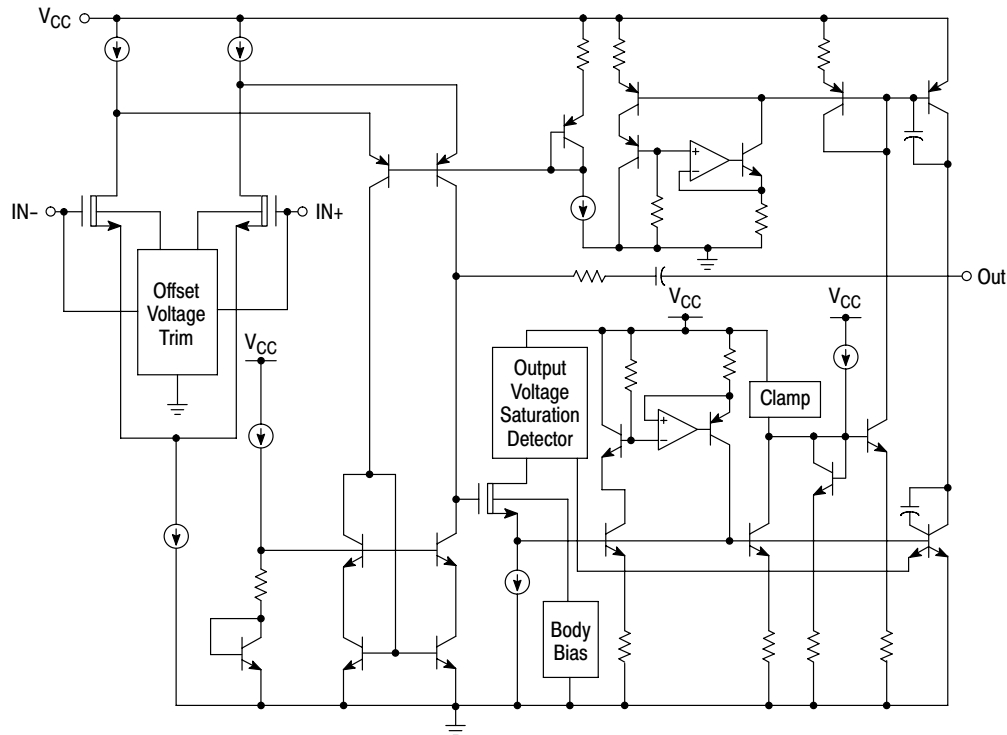 VCC
IN-
IN+
Offset
Voltage
Trim
Out
VCC
VCC
VCC
Output
Voltage
Saturation
Detector
Clamp
+
-
+
-
Body
Bias